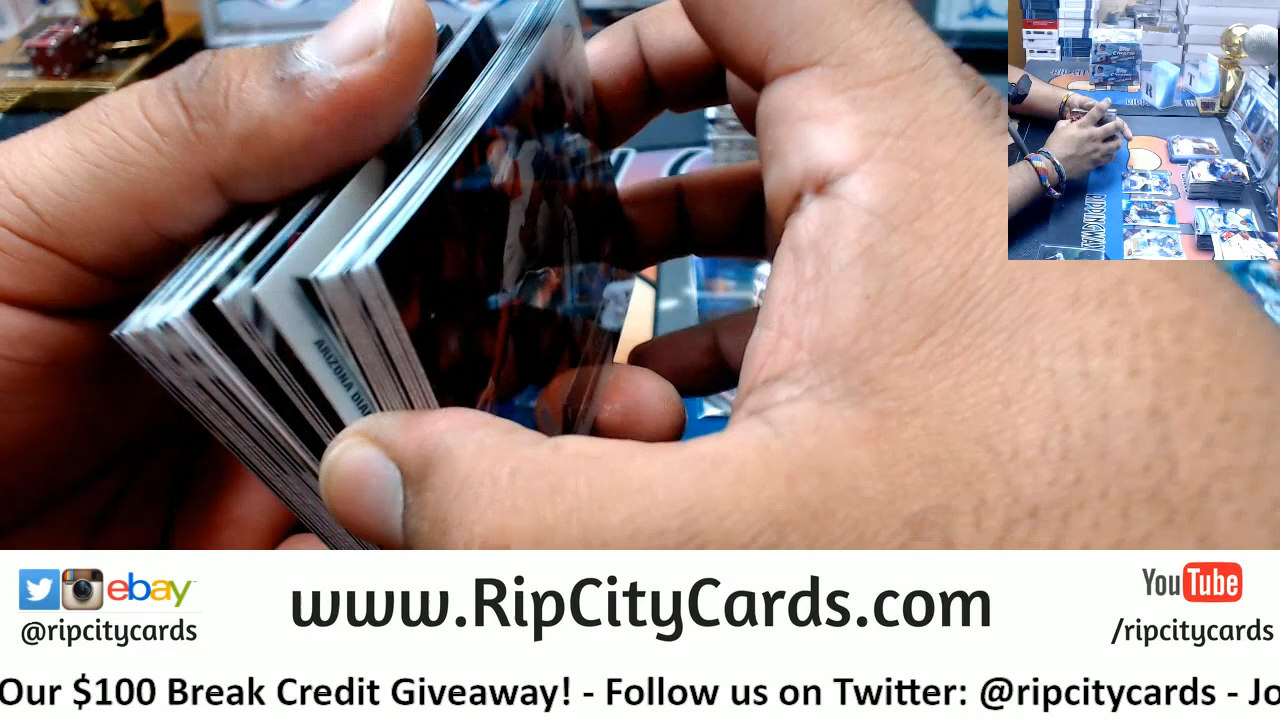 ARIZONA DIA
ebay
@ripcitycards
www.RipCityCards.com
YouTube
/ripcitycards
Our $100 Break Credit Giveaway! - Follow us on Twitter: @ripcitycards - Jo